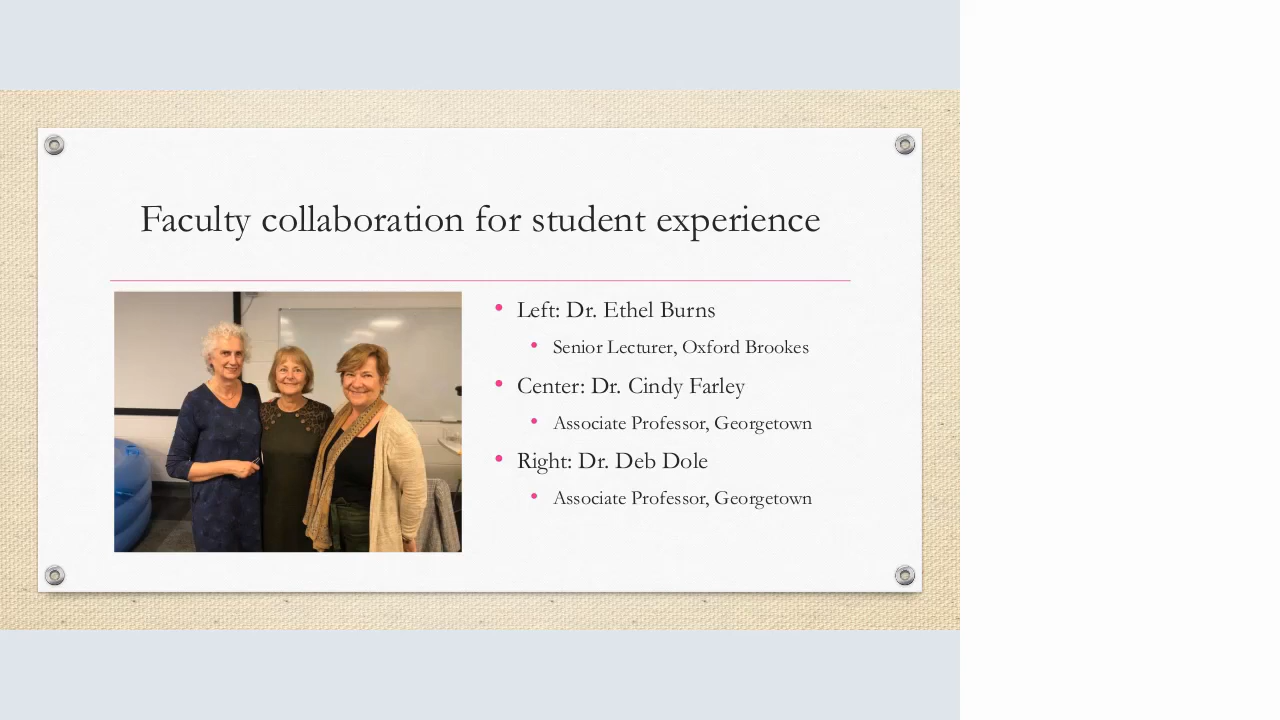 Faculty collaboration for student experience
• Left: Dr. Ethel Burns
• Senior Lecturer, Oxford Brookes
• Center: Dr. Cindy Farley
• Associate Professor, Georgetown
• Right: Dr. Deb Dole
• Associate Professor, Georgetown